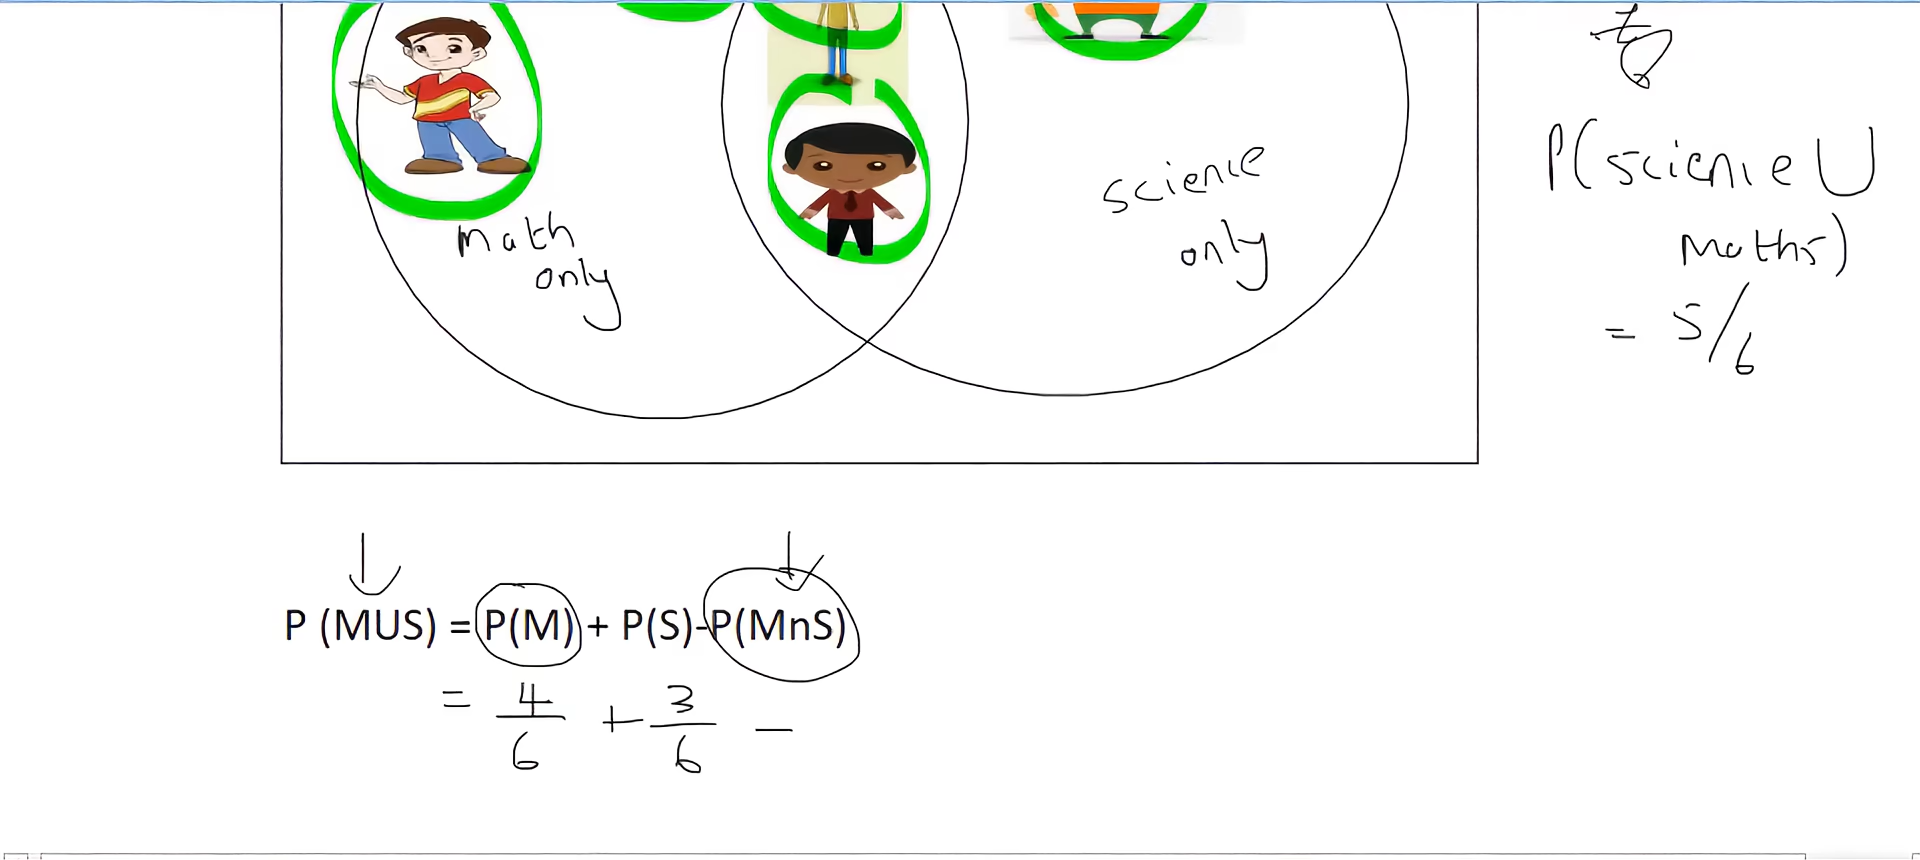 math
only
science
only
P(science U
Maths)
= 5/6
P (MUS) = P(M) + P(S)-P(MnS)
= 4/6 + 3/6 –